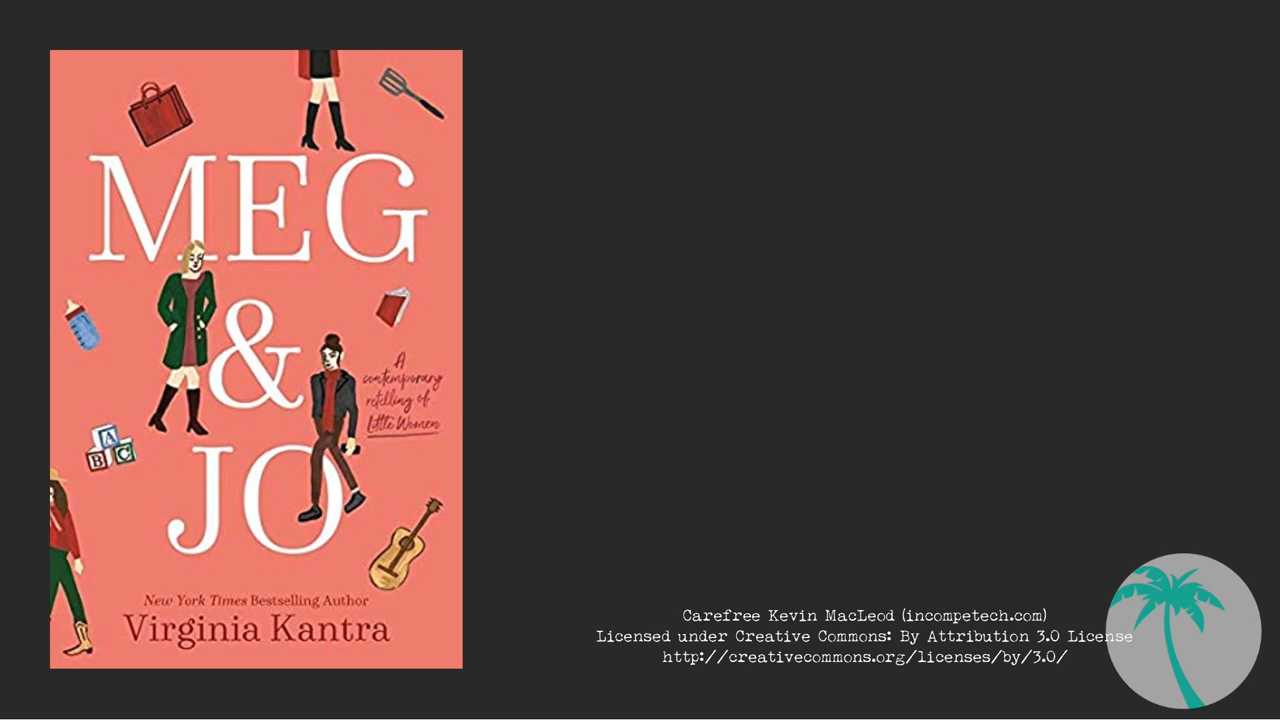 MEG
&
JO
A
contemporary
retelling of
Little Women
A
B C
New York Times Bestselling Author
Virginia Kantra
Carefree Kevin MacLeod (incompetech.com)
Licensed under Creative Commons: By Attribution 3.0 License
http://creativecommons.org/licenses/by/3.0/